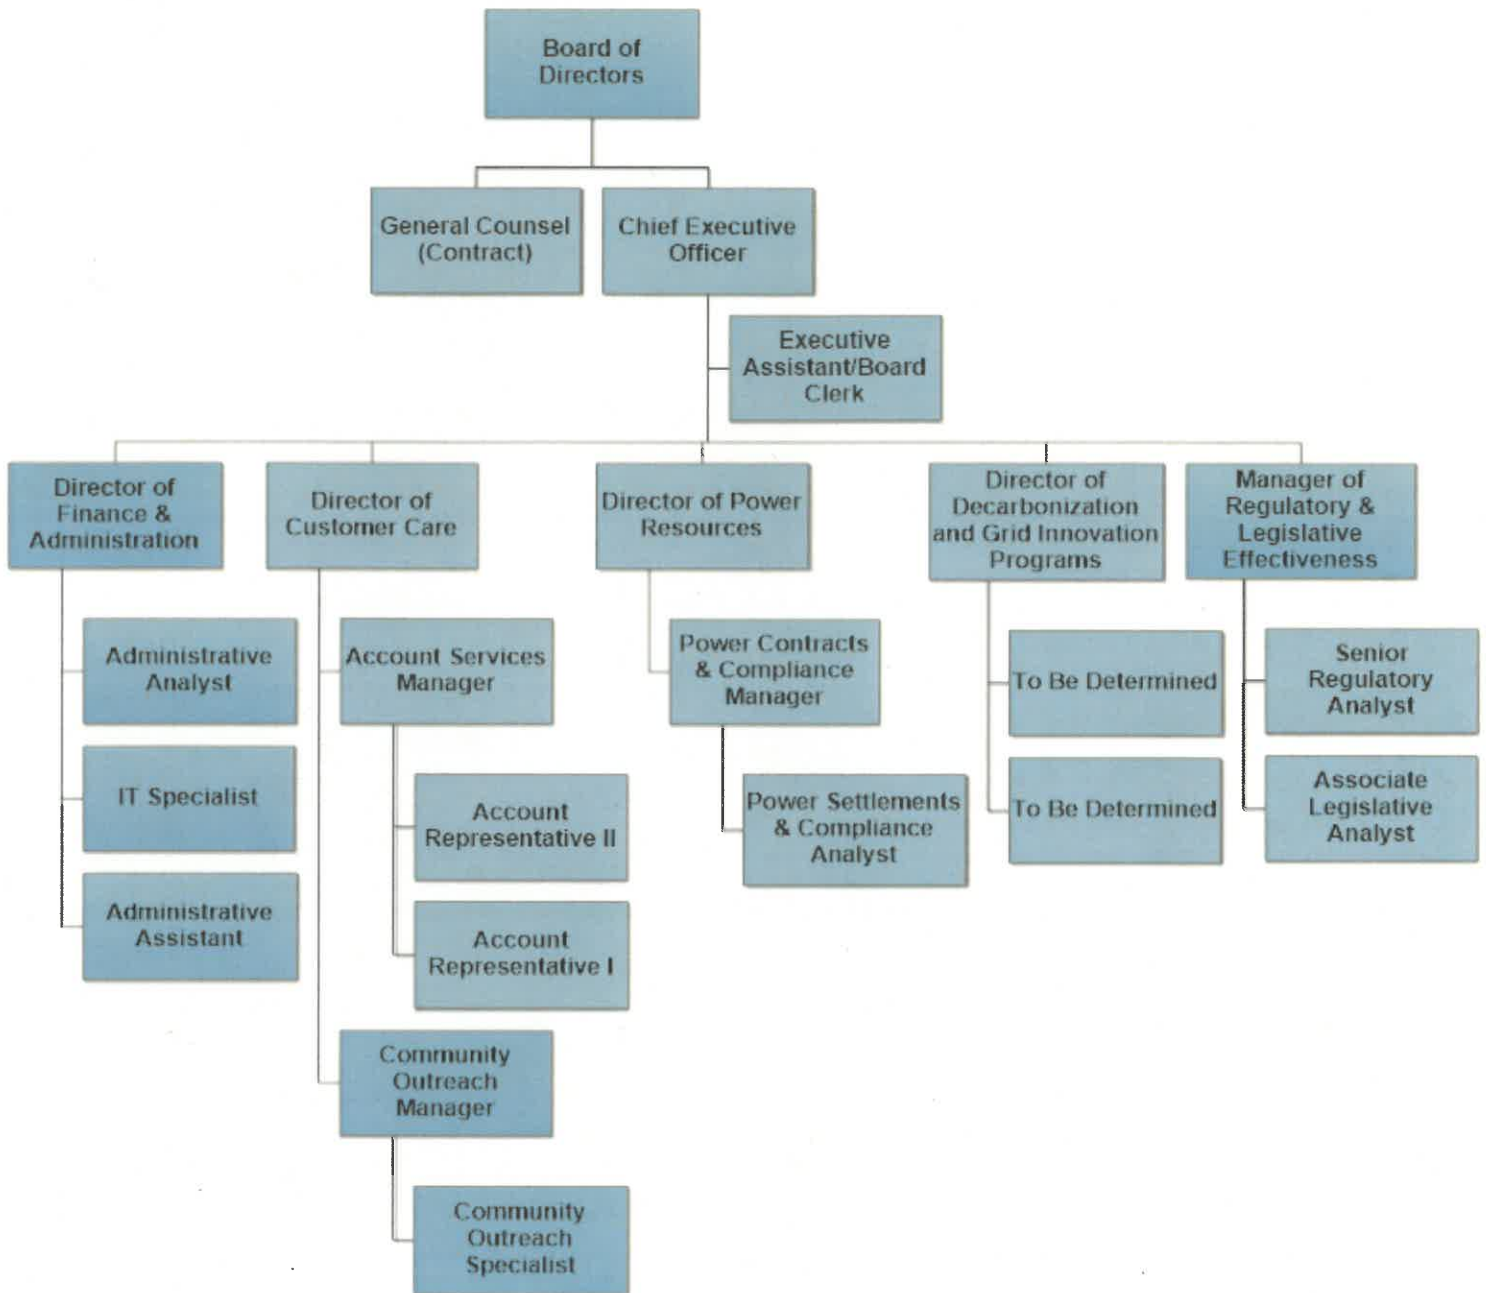 Board of
Directors
General Counsel
(Contract)
Chief Executive
Officer
Executive
Assistant/Board
Clerk
Director of
Finance &
Administration
Director of
Customer Care
Director of Power
Resources
Director of
Decarbonization
and Grid Innovation
Programs
Manager of
Regulatory &
Legislative
Effectiveness
Administrative
Analyst
IT Specialist
Administrative
Assistant
Account Services
Manager
Account
Representative II
Account
Representative I
Community
Outreach
Manager
Community
Outreach
Specialist
Power Contracts
& Compliance
Manager
Power Settlements
& Compliance
Analyst
To Be Determined
To Be Determined
Senior
Regulatory
Analyst
Associate
Legislative
Analyst